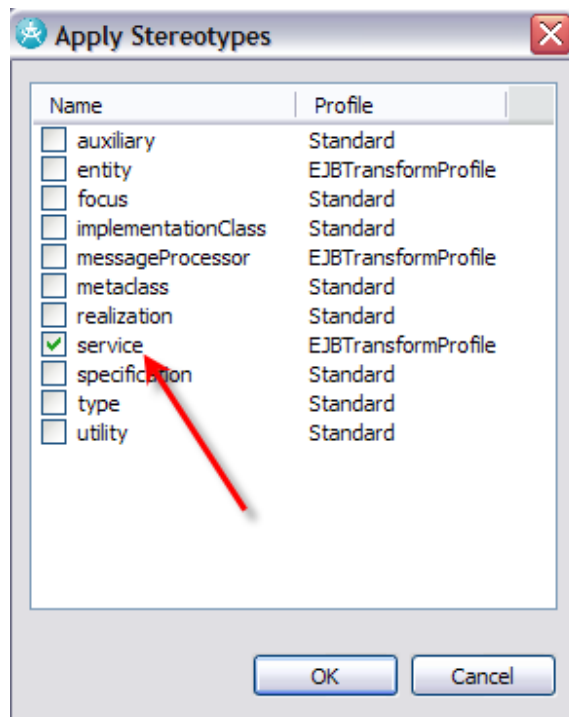 Apply Stereotypes
Name Profile
auxiliary Standard
entity EJBTransformProfile
focus Standard
implementationClass Standard
messageProcessor EJBTransformProfile
metaclass Standard
realization Standard
service EJBTransformProfile
specification Standard
type Standard
utility Standard
OK Cancel